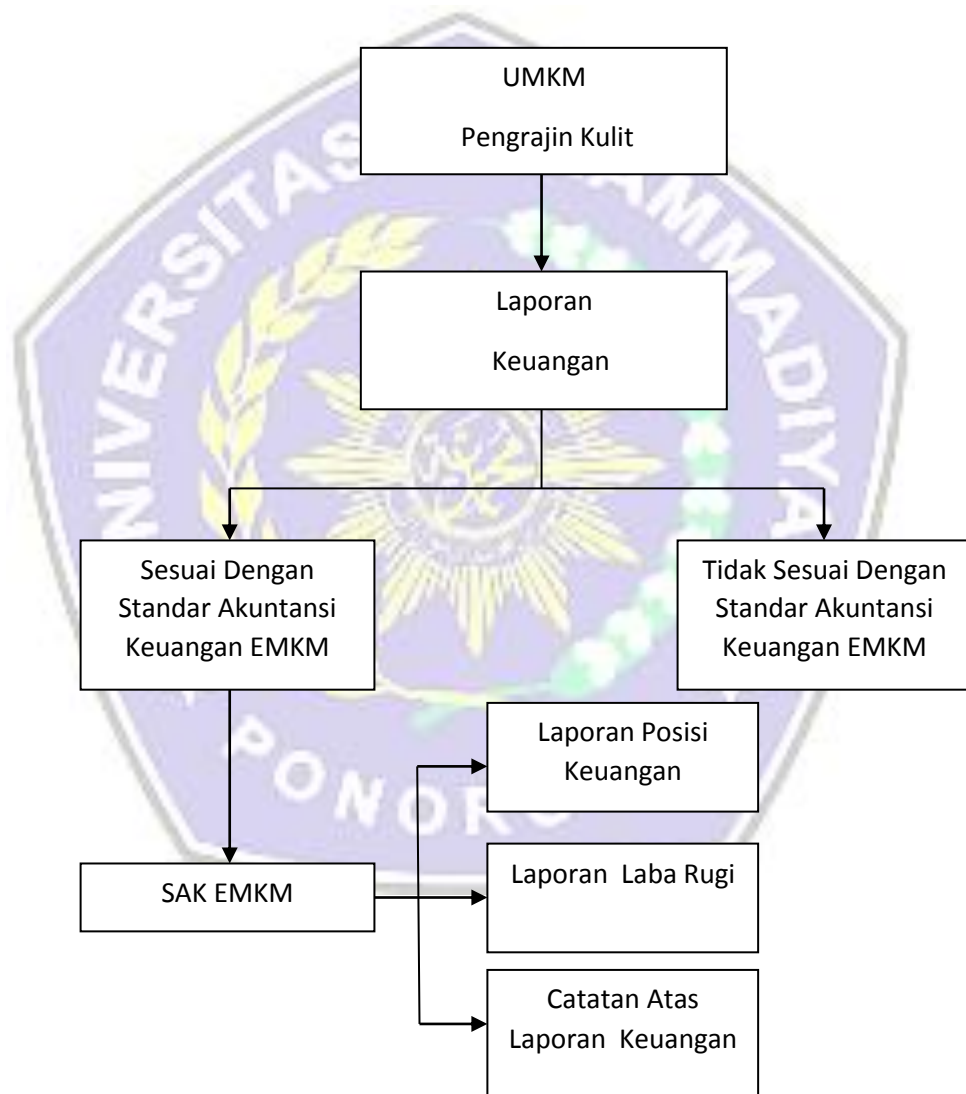 UMKM
Pengrajin Kulit
Laporan
Keuangan
Sesuai Dengan
Standar Akuntansi
Keuangan EMKM
Tidak Sesuai Dengan
Standar Akuntansi
Keuangan EMKM
Laporan Posisi
Keuangan
SAK EMKM
Laporan Laba Rugi
Catatan Atas
Laporan Keuangan